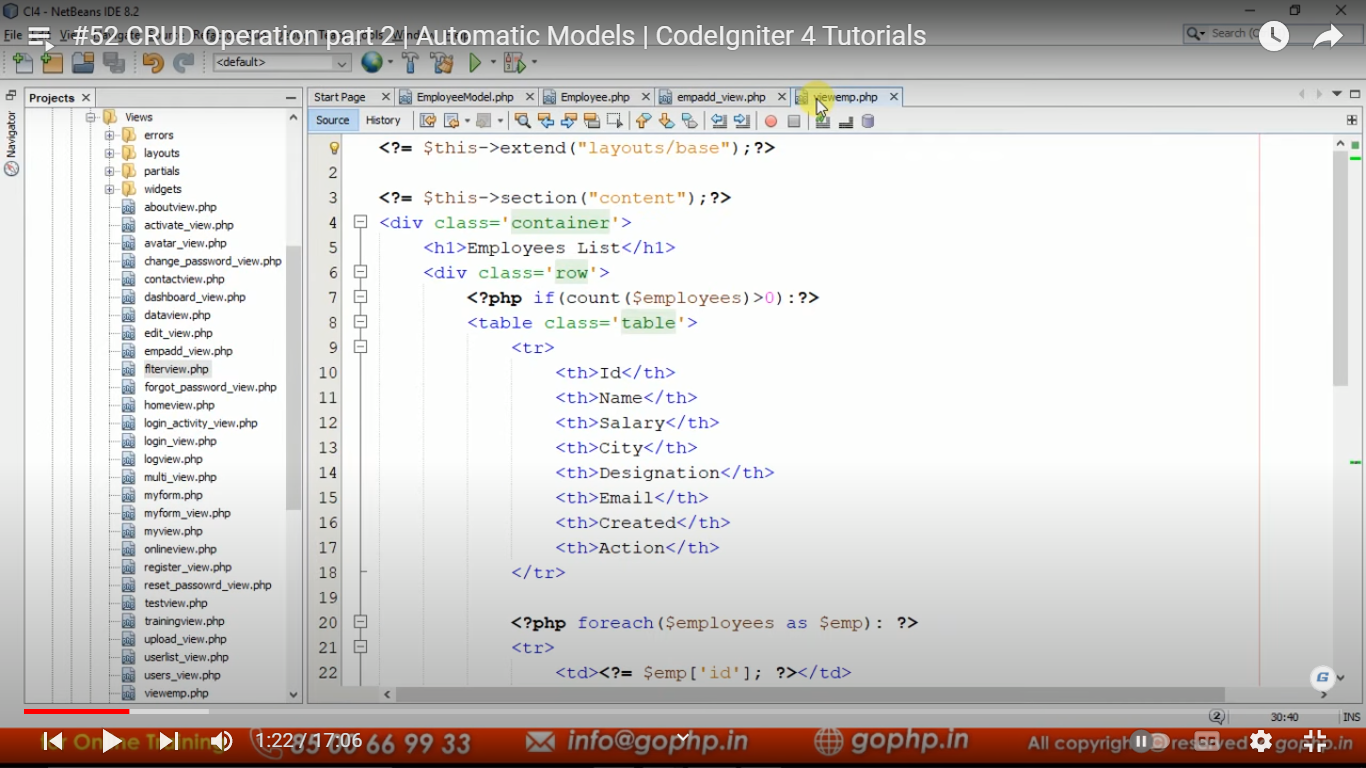 CI4 - NetBeans IDE 8.2
#52 CRUD Operation part 2 | Automatic Models | CodeIgniter 4 Tutorials
File
Search (C
<default>
Projects
Start Page
EmployeeModel.php
Employee.php
empadd_view.php
viewemp.php
Source
History
Navigator
Views
errors
layouts
partials
widgets
aboutview.php
activate_view.php
avatar_view.php
change_password_view.php
contactview.php
dashboard_view.php
dataview.php
edit_view.php
empadd_view.php
flterview.php
forgot_password_view.php
homeview.php
login_activity_view.php
login_view.php
logview.php
multi_view.php
myform.php
myform_view.php
myview.php
onlineview.php
register_view.php
reset_passowrd_view.php
testview.php
trainingview.php
upload_view.php
userlist_view.php
users_view.php
viewemp.php
<?= $this->extend("layouts/base");?>
2
3 <?= $this->section("content");?>
4 <div class='container'>
5 <h1>Employees List</h1>
6 <div class='row'>
7 <?php if(count($employees)>0):?>
8 <table class='table'>
9 <tr>
10 <th>Id</th>
11 <th>Name</th>
12 <th>Salary</th>
13 <th>City</th>
14 <th>Designation</th>
15 <th>Email</th>
16 <th>Created</th>
17 <th>Action</th>
18 </tr>
19
20 <?php foreach($employees as $emp): ?>
21 <tr>
22 <td><?= $emp['id']; ?></td>
G
2 30:40 INS
for Online Training
1:22 / 17:06
85 00 66 99 33
info@gophp.in
gophp.in
All copyright reserved
gophp.in
CC